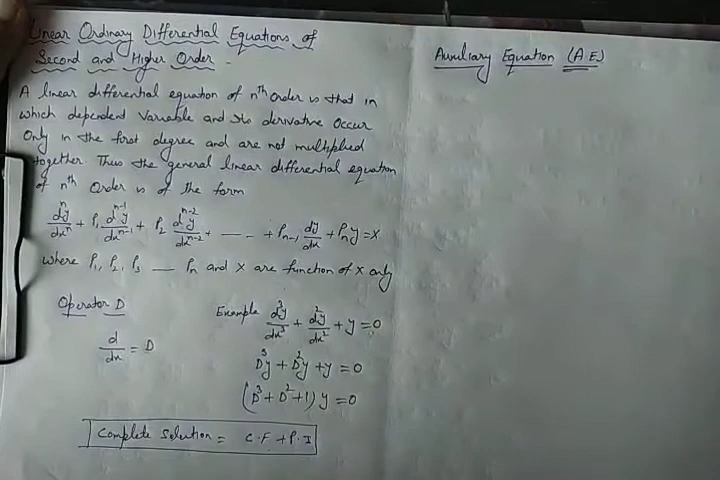 Linear Ordinary Differential Equations of
Second and Higher Order -
A linear differential equation of nth order is that in
which dependent variable and its derivative occur
only in the first degree and are not multiplied
together Thus the general linear differential equation
of nth order is of the form
dⁿy/dxⁿ + P₁ dⁿ⁻¹y/dxⁿ⁻¹ + P₂ dⁿ⁻²y/dxⁿ⁻² + ---- + Pₙ₋₁ dy/dx + Pₙy = X
where P₁, P₂, P₃ --- Pₙ and X are function of x only
Operator D
d/dx = D
Example d³y/dx³ + d²y/dx² + y = 0
D³y + D²y + y = 0
(D³ + D² + 1) y = 0
Complete solution = C.F + P.I
Auxiliary Equation (A.E)